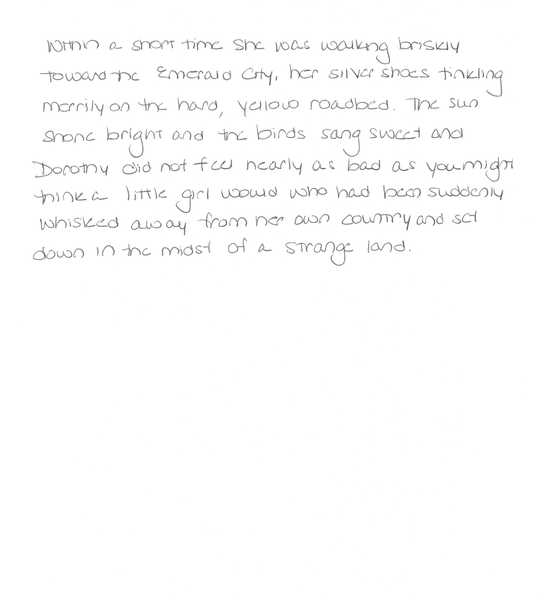 Within a short time she was walking briskly
toward the Emerald City, her silver shoes tinkling
merrily on the hard, yellow roadbed. The sun
shone bright and the birds sang sweet and
Dorothy did not feel nearly as bad as you might
think a little girl would who had been suddenly
whisked away from her own country and set
down in the midst of a strange land.